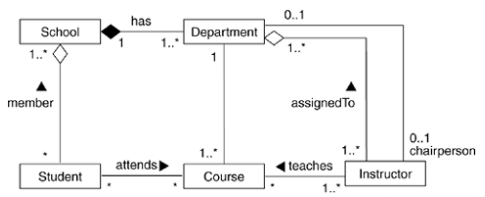 has
0..1
School
Department
1
1..*
1..*
1..*
1
member
assignedTo
*
1..*
1..*
0..1
chairperson
attends
teaches
Student
Course
Instructor
*
*
*
1..*